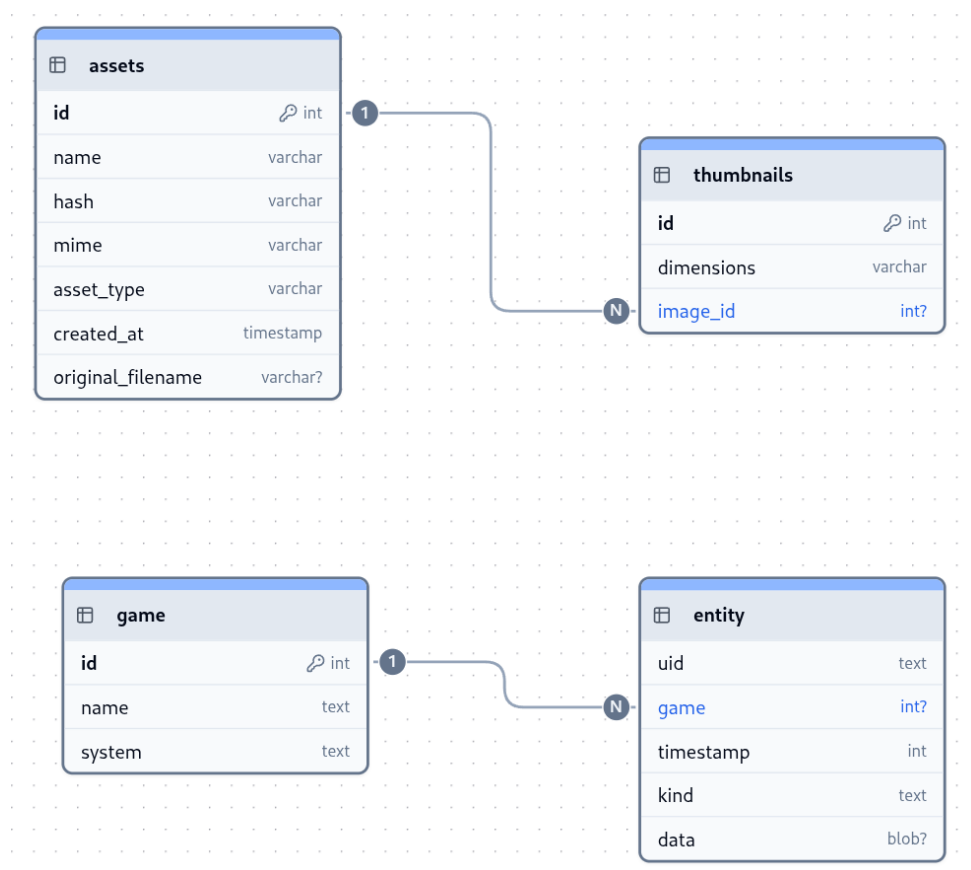 assets
id int
name varchar
hash varchar
mime varchar
asset_type varchar
created_at timestamp
original_filename varchar?
1
N
thumbnails
id int
dimensions varchar
image_id int?
game
id int
name text
system text
1
N
entity
uid text
game int?
timestamp int
kind text
data blob?